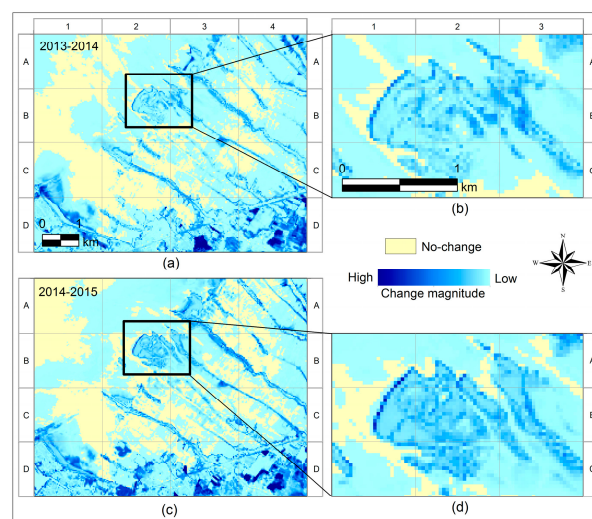 1 2 3 4
1 2 3
2013-2014
A
B
C
D
0 1
km
(a)
A
B
C
0 1
km
(b)
No-change
High Low
Change magnitude
N
W E
S
2014-2015
A
B
C
D
(c)
A
B
C
D
(d)